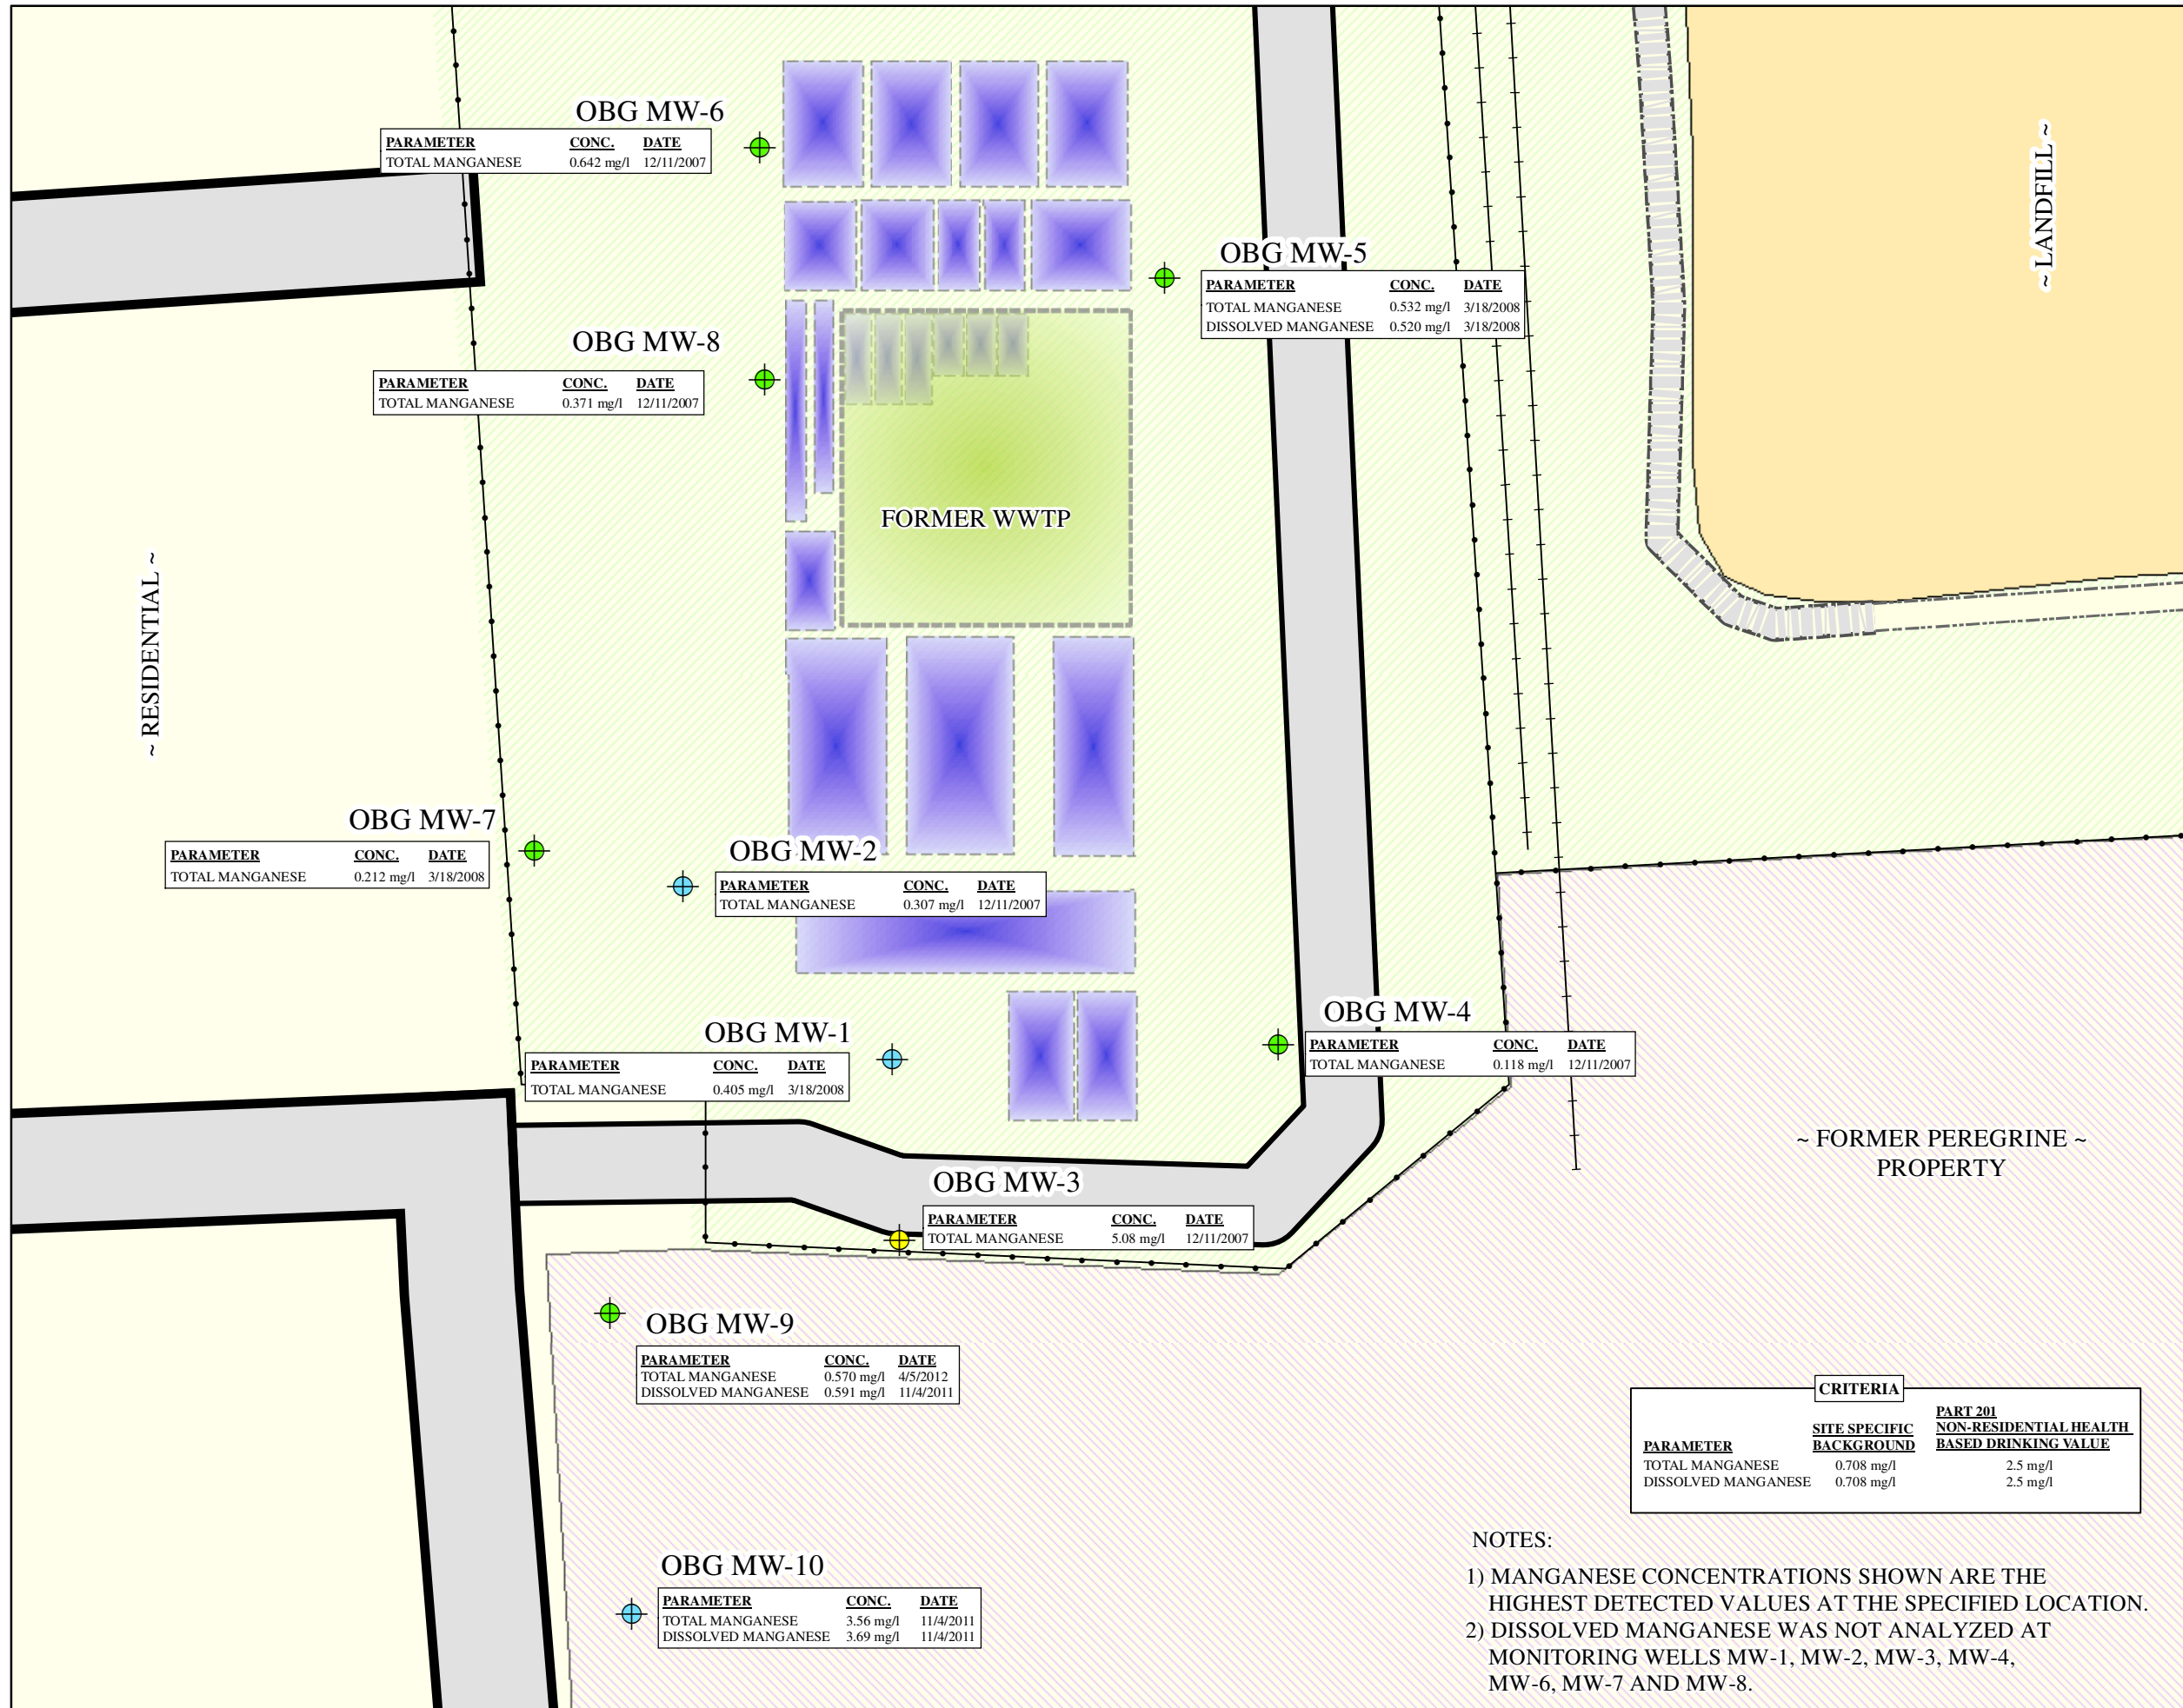 OBG MW-6
PARAMETER CONC. DATE
TOTAL MANGANESE 0.642 mg/l 12/11/2007
~ LANDFILL ~
OBG MW-5
PARAMETER CONC. DATE
TOTAL MANGANESE 0.532 mg/l 3/18/2008
DISSOLVED MANGANESE 0.520 mg/l 3/18/2008
OBG MW-8
PARAMETER CONC. DATE
TOTAL MANGANESE 0.371 mg/l 12/11/2007
FORMER WWTP
~ RESIDENTIAL ~
OBG MW-7
PARAMETER CONC. DATE
TOTAL MANGANESE 0.212 mg/l 3/18/2008
OBG MW-2
PARAMETER CONC. DATE
TOTAL MANGANESE 0.307 mg/l 12/11/2007
OBG MW-1
PARAMETER CONC. DATE
TOTAL MANGANESE 0.405 mg/l 3/18/2008
OBG MW-4
PARAMETER CONC. DATE
TOTAL MANGANESE 0.118 mg/l 12/11/2007
~ FORMER PEREGRINE ~
PROPERTY
OBG MW-3
PARAMETER CONC. DATE
TOTAL MANGANESE 5.08 mg/l 12/11/2007
OBG MW-9
PARAMETER CONC. DATE
TOTAL MANGANESE 0.570 mg/l 4/5/2012
DISSOLVED MANGANESE 0.591 mg/l 11/4/2011
CRITERIA
PART 201
SITE SPECIFIC NON-RESIDENTIAL HEALTH
PARAMETER BACKGROUND BASED DRINKING VALUE
TOTAL MANGANESE 0.708 mg/l 2.5 mg/l
DISSOLVED MANGANESE 0.708 mg/l 2.5 mg/l
OBG MW-10
PARAMETER CONC. DATE
TOTAL MANGANESE 3.56 mg/l 11/4/2011
DISSOLVED MANGANESE 3.69 mg/l 11/4/2011
NOTES:
1) MANGANESE CONCENTRATIONS SHOWN ARE THE
HIGHEST DETECTED VALUES AT THE SPECIFIED LOCATION.
2) DISSOLVED MANGANESE WAS NOT ANALYZED AT
MONITORING WELLS MW-1, MW-2, MW-3, MW-4,
MW-6, MW-7 AND MW-8.